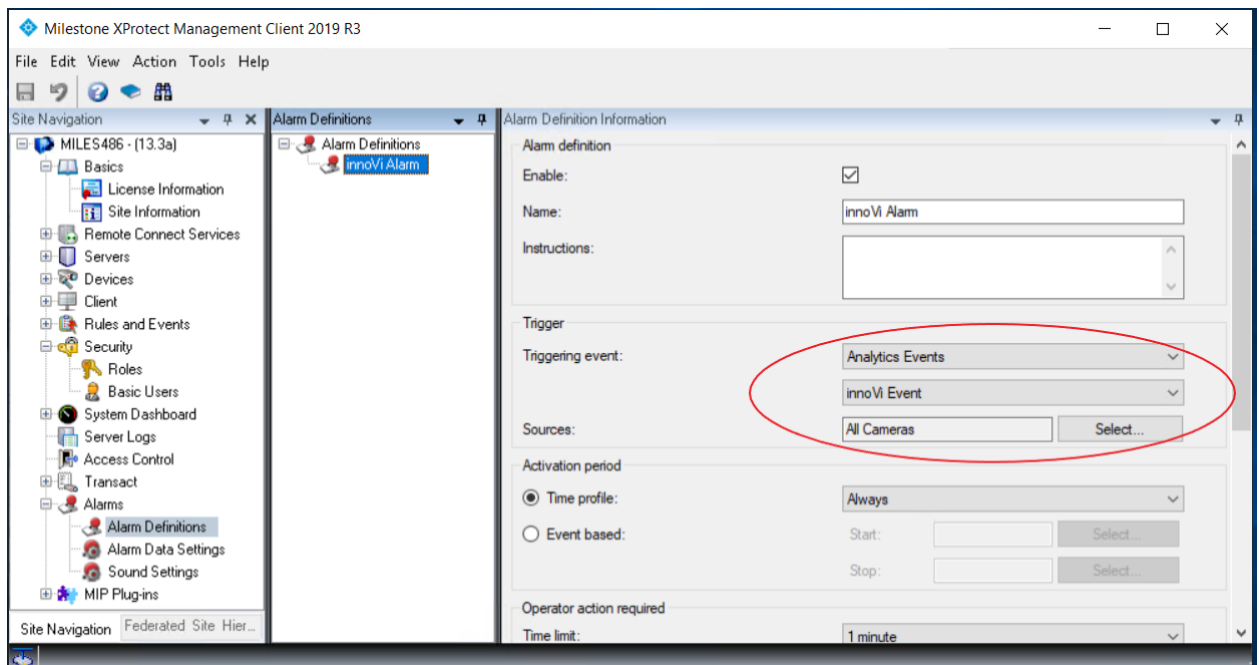 Milestone XProtect Management Client 2019 R3
File Edit View Action Tools Help
Site Navigation
MILES486 - (13.3a)
Basics
License Information
Site Information
Remote Connect Services
Servers
Devices
Client
Rules and Events
Security
Roles
Basic Users
System Dashboard
Server Logs
Access Control
Transact
Alarms
Alarm Definitions
Alarm Data Settings
Sound Settings
MIP Plug-ins
Site Navigation Federated Site Hier...
Alarm Definitions
Alarm Definitions
innoVi Alarm
Alarm Definition Information
Alarm definition
Enable:
Name: innoVi Alarm
Instructions:
Trigger
Triggering event: Analytics Events
innoVi Event
Sources: All Cameras Select...
Activation period
Time profile: Always
Event based: Start: Select...
Stop: Select...
Operator action required
Time limit: 1 minute